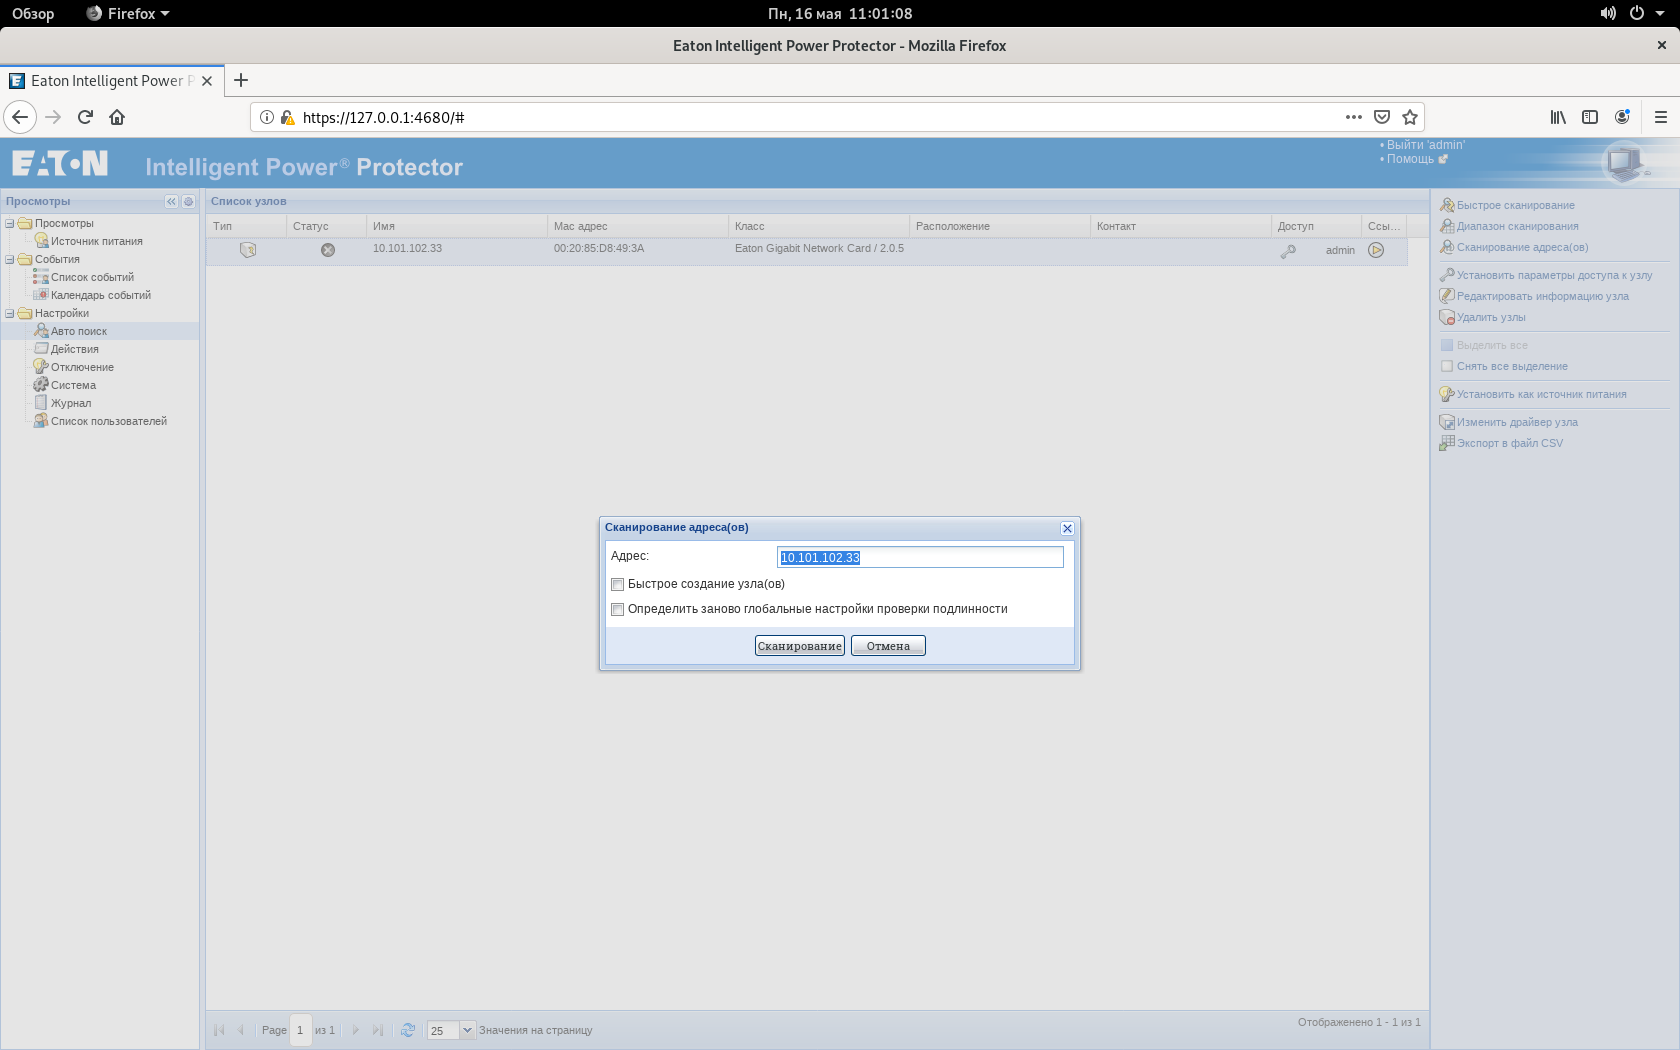 Обзор
Firefox
Пн, 16 мая 11:01:08
Eaton Intelligent Power Protector - Mozilla Firefox
Eaton Intelligent Power P
https://127.0.0.1:4680/#
EATON
Intelligent Power® Protector
• Выйти 'admin'
• Помощь
Просмотры
Просмотры
Источник питания
События
Список событий
Календарь событий
Настройки
Авто поиск
Действия
Отключение
Система
Журнал
Список пользователей
Список узлов
Тип Статус Имя Mac адрес Класс Расположение Контакт Доступ Ссы...
10.101.102.33 00:20:85:D8:49:3A Eaton Gigabit Network Card / 2.0.5 admin
Сканирование адреса(ов)
Адрес: 10.101.102.33
Быстрое создание узла(ов)
Определить заново глобальные настройки проверки подлинности
Сканирование Отмена
Быстрое сканирование
Диапазон сканирования
Сканирование адреса(ов)
Установить параметры доступа к узлу
Редактировать информацию узла
Удалить узлы
Выделить все
Снять все выделение
Установить как источник питания
Изменить драйвер узла
Экспорт в файл CSV
Page 1 из 1 25 Значения на страницу
Отображенено 1 - 1 из 1